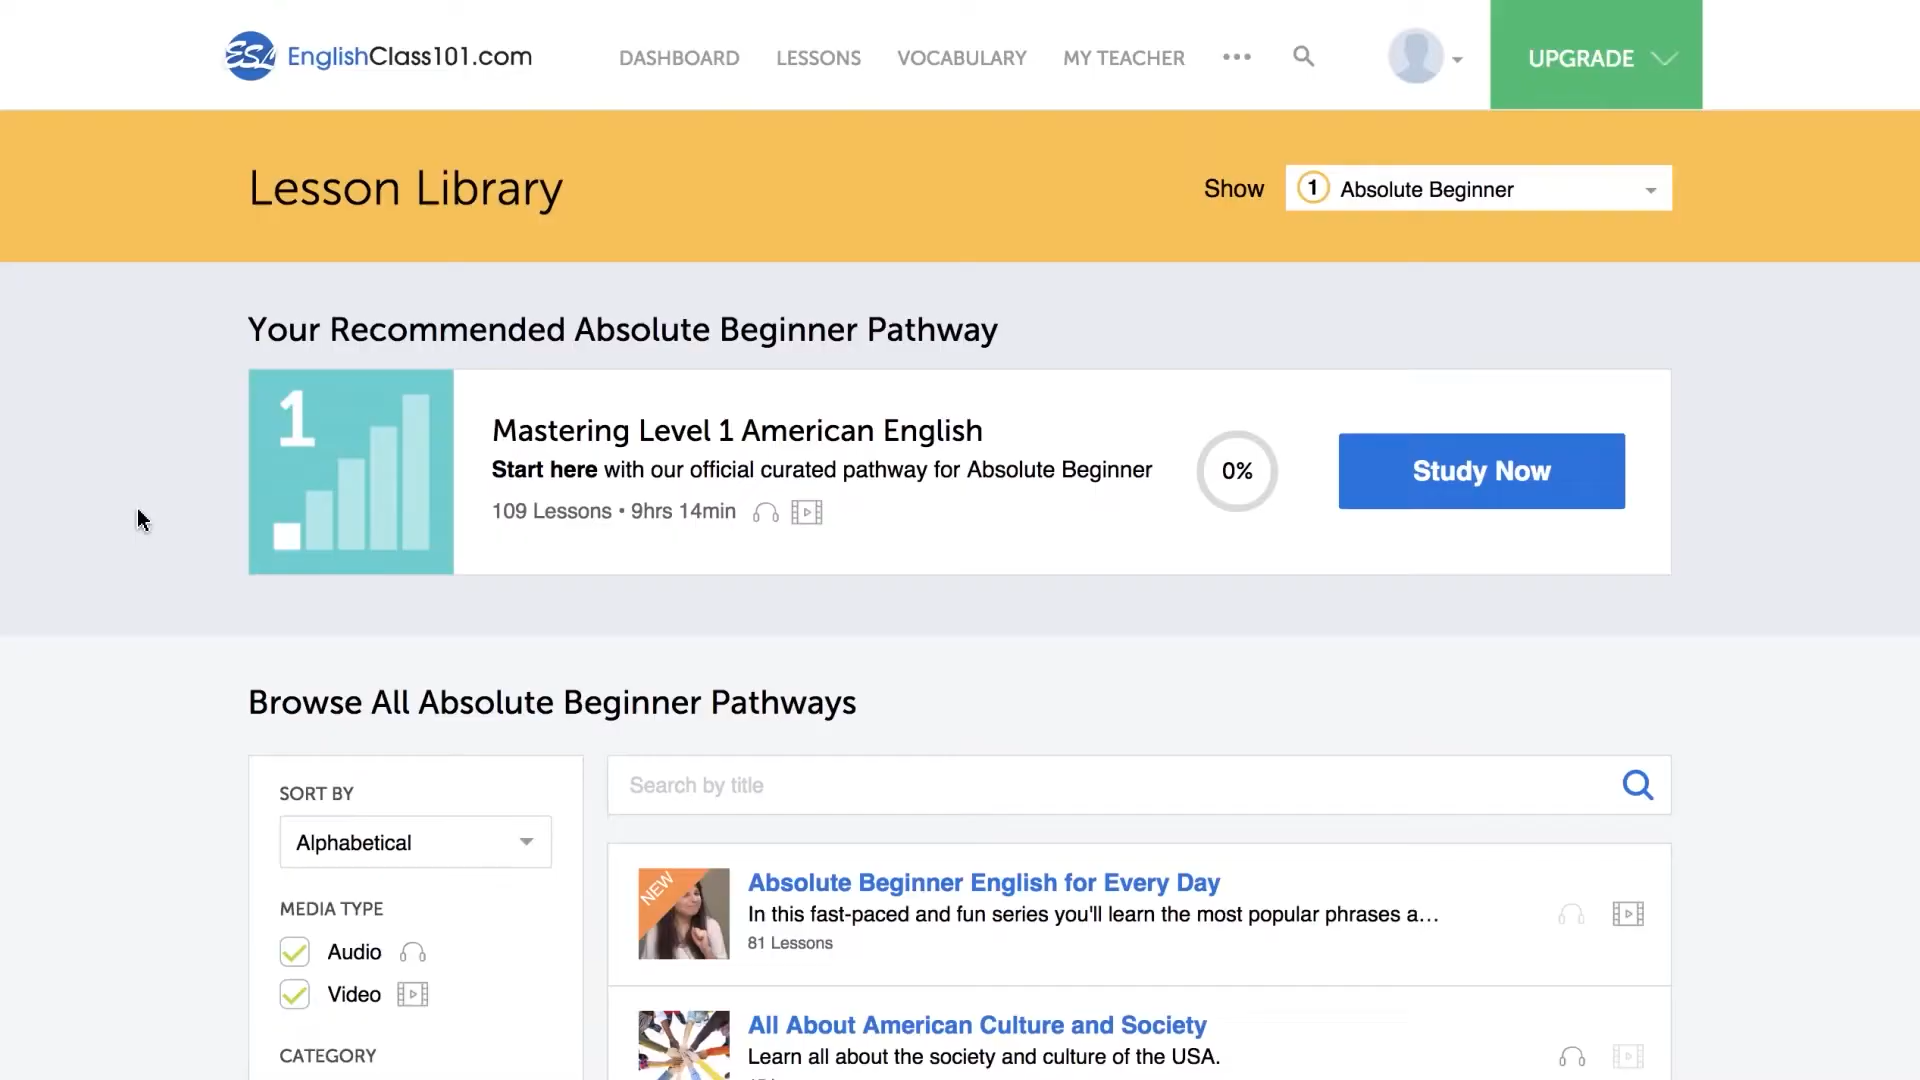 ESL EnglishClass101.com
DASHBOARD LESSONS VOCABULARY MY TEACHER ••• UPGRADE
Lesson Library
Show 1 Absolute Beginner
Your Recommended Absolute Beginner Pathway
1
Mastering Level 1 American English
Start here with our official curated pathway for Absolute Beginner
109 Lessons • 9hrs 14min
0%
Study Now
Browse All Absolute Beginner Pathways
SORT BY
Alphabetical
MEDIA TYPE
Audio
Video
CATEGORY
Search by title
NEW
Absolute Beginner English for Every Day
In this fast-paced and fun series you'll learn the most popular phrases a…
81 Lessons
All About American Culture and Society
Learn all about the society and culture of the USA.